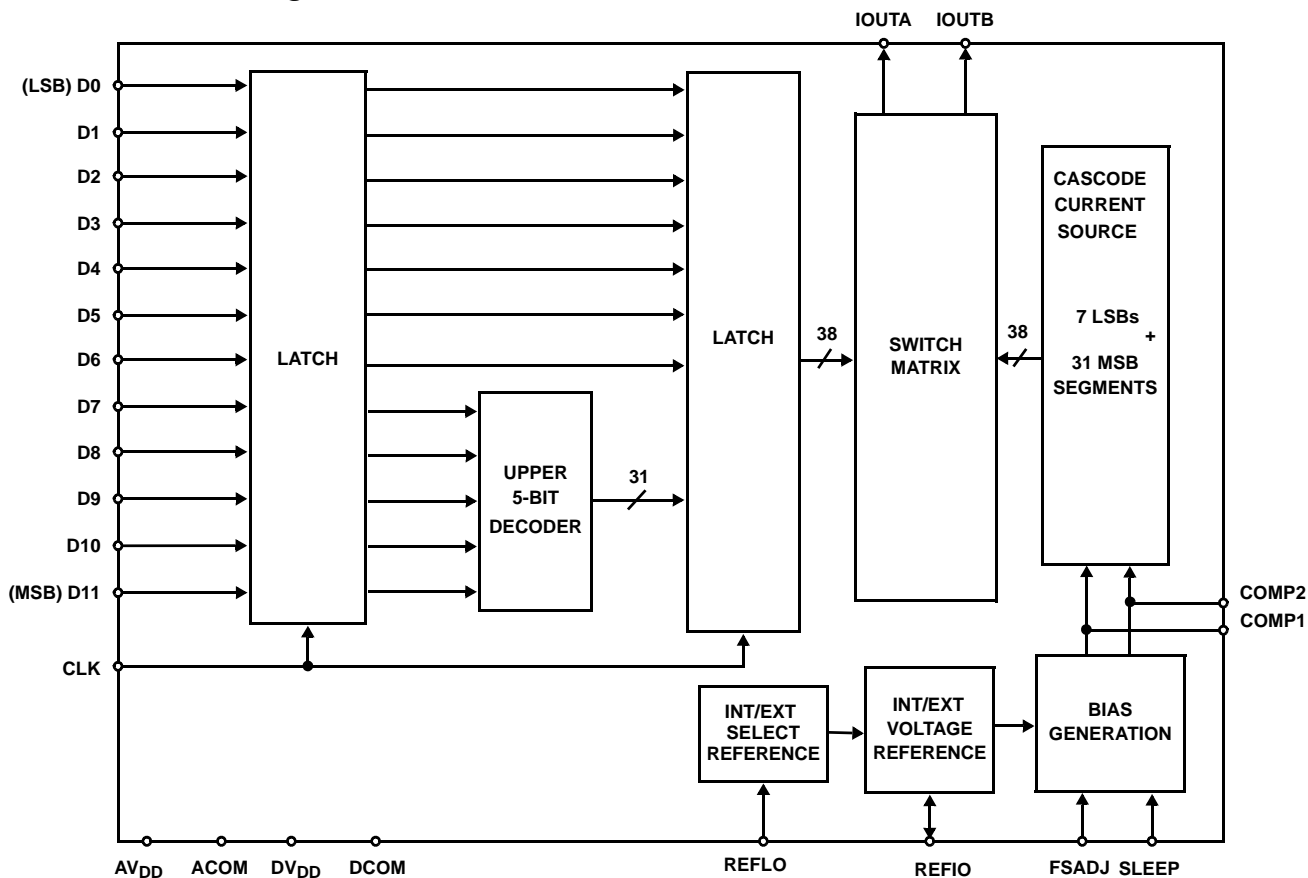 IOUTA IOUTB
(LSB) D0
D1
D2
D3
D4
D5
D6
D7
D8
D9
D10
(MSB) D11
CLK
LATCH
UPPER
5-BIT
DECODER
31
LATCH
38
SWITCH
MATRIX
38
CASCODE
CURRENT
SOURCE
7 LSBs
+
31 MSB
SEGMENTS
COMP2
COMP1
INT/EXT
SELECT
REFERENCE
INT/EXT
VOLTAGE
REFERENCE
BIAS
GENERATION
AVDD ACOM DVDD DCOM REFLO REFIO FSADJ SLEEP